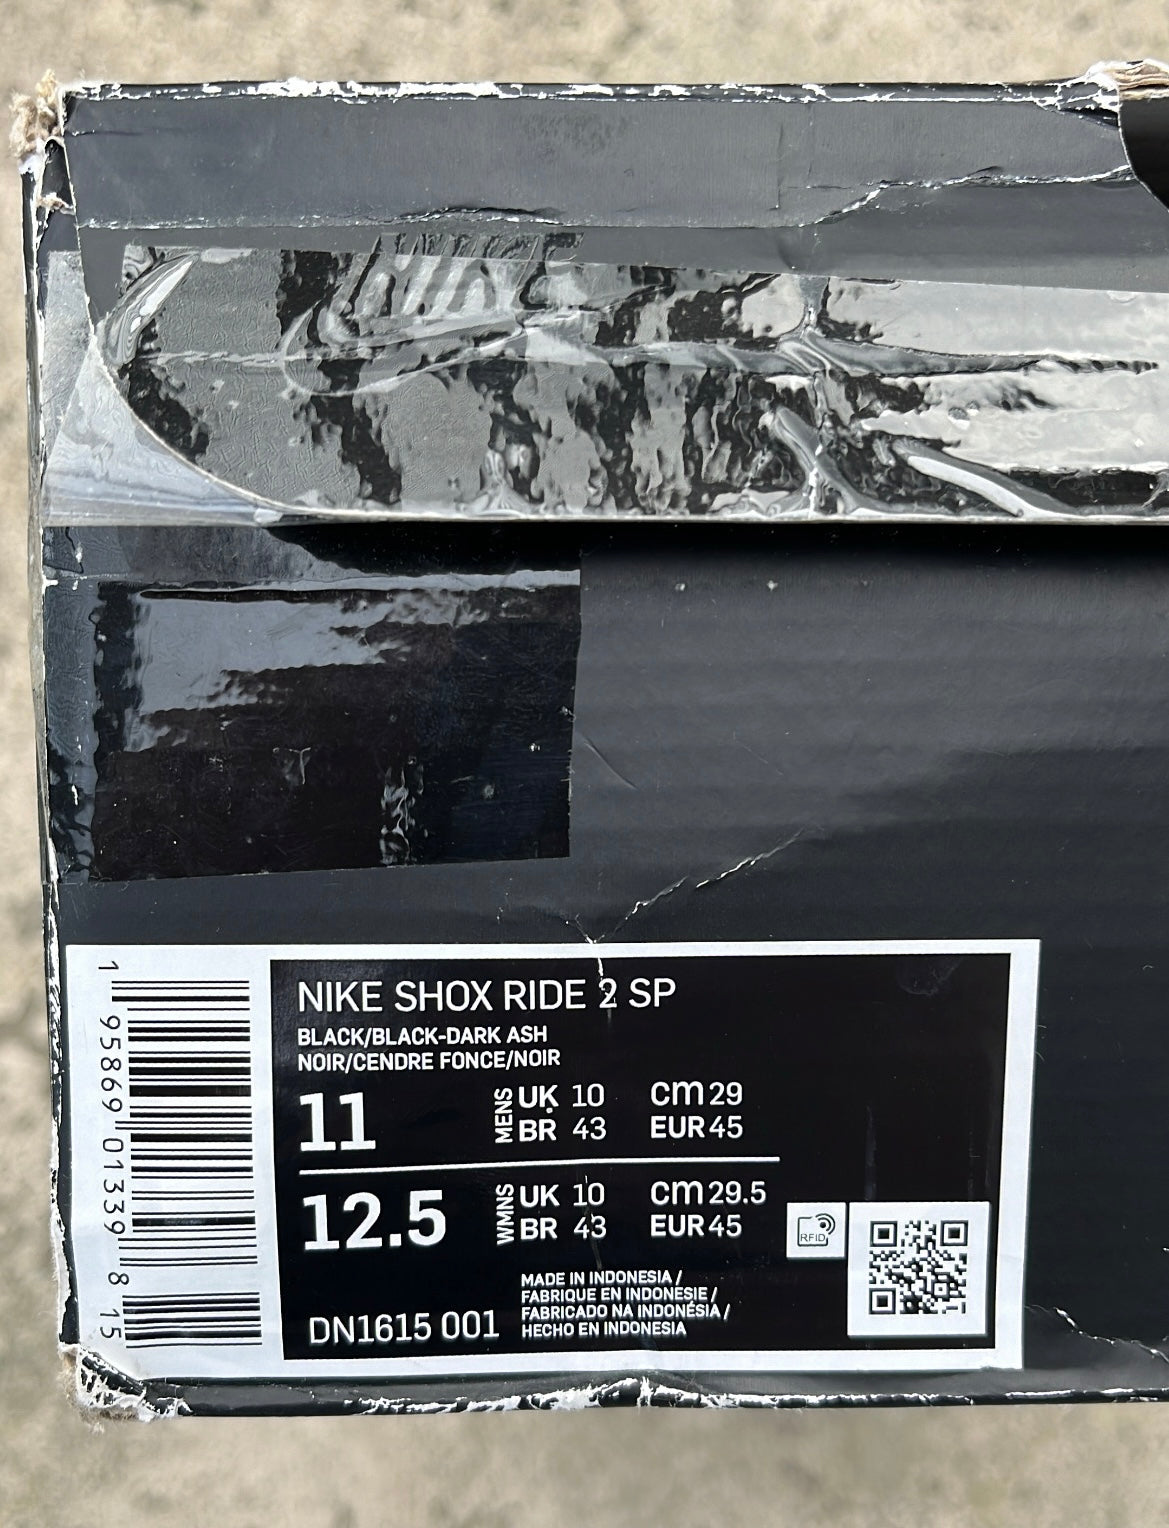 NIKE SHOX RIDE 2 SP
BLACK/BLACK-DARK ASH
NOIR/CENDRE FONCE/NOIR
11 MENS UK 10 cm 29
BR 43 EUR 45
12.5 WMNS UK 10 cm 29.5
BR 43 EUR 45
RFID
MADE IN INDONESIA /
FABRIQUE EN INDONESIE /
FABRICADO NA INDONÉSIA /
HECHO EN INDONESIA
DN1615 001
1 95869 01339 8 15